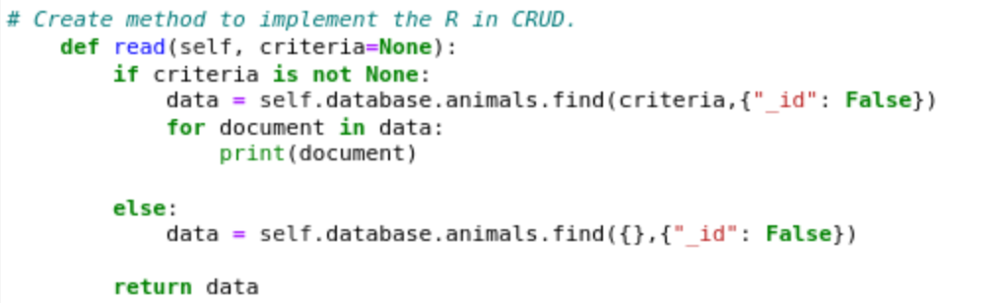 # Create method to implement the R in CRUD.
    def read(self, criteria=None):
        if criteria is not None:
            data = self.database.animals.find(criteria,{"_id": False})
            for document in data:
                print(document)

        else:
            data = self.database.animals.find({},{"_id": False})

        return data